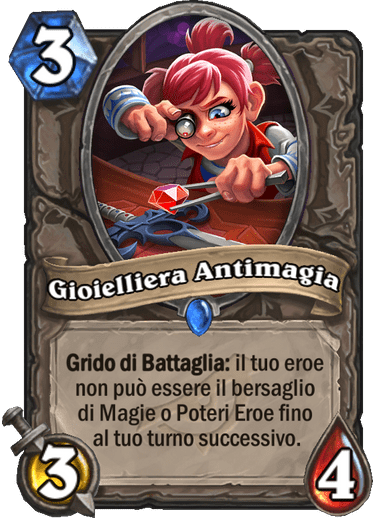 3
Gioielliera Antimagia
Grido di Battaglia: il tuo eroe
non può essere il bersaglio
di Magie o Poteri Eroe fino
al tuo turno successivo.
3
4